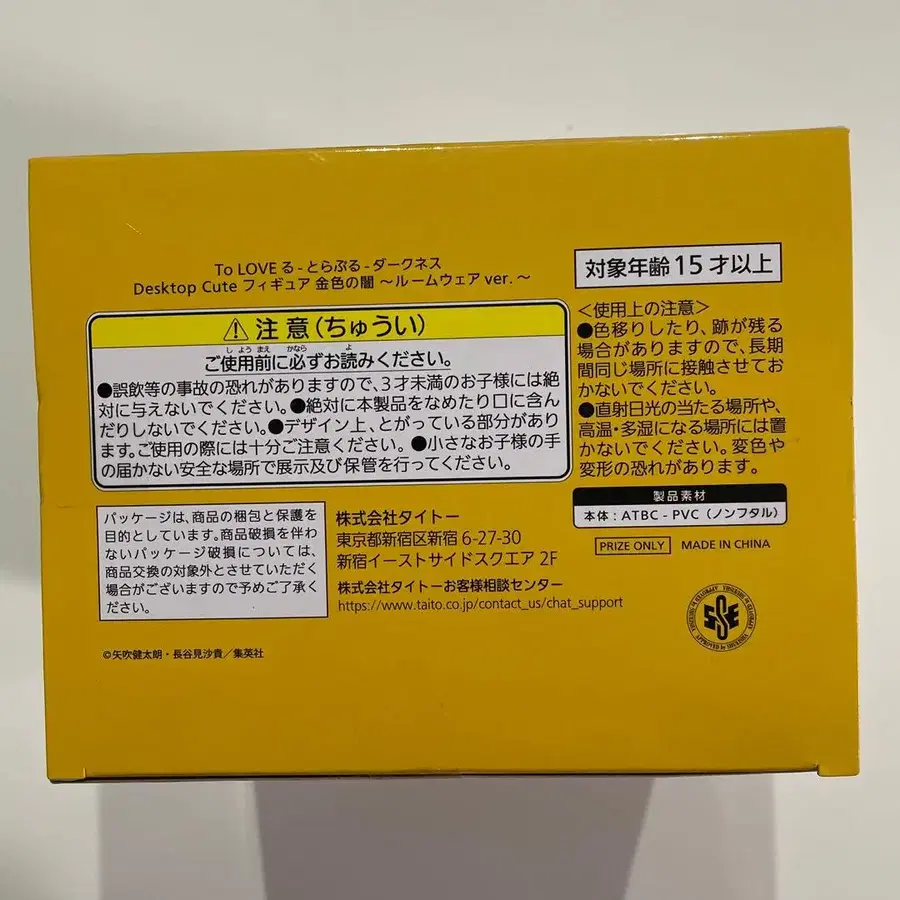 To LOVE る - とらぶる - ダークネス
Desktop Cute フィギュア 金色の闇 ～ルームウェア ver. ～
対象年齢 15 才以上
⚠ 注意(ちゅうい)
しようまえ かなら よ
ご使用前に必ずお読みください。
●誤飲等の事故の恐れがありますので、3才未満のお子様には絶
対に与えないでください。●絶対に本製品をなめたり口に含ん
だりしないでください。●デザイン上、とがっている部分があり
ます。ご使用の際には十分ご注意ください。 ●小さなお子様の手
の届かない安全な場所で展示及び保管を行ってください。
＜使用上の注意＞
●色移りしたり、跡が残る
場合がありますので、長期
間同じ場所に接触させてお
かないでください。
●直射日光の当たる場所や、
高温・多湿になる場所には置
かないでください。変色や
変形の恐れがあります。
製品素材
本体 : ATBC - PVC（ノンフタル）
PRIZE ONLY MADE IN CHINA
パッケージは、商品の梱包と保護を
目的としています。商品破損を伴わ
ないパッケージ破損については、
商品交換の対象外とさせていただく
場合がございますので予めご了承く
ださい。
株式会社タイトー
東京都新宿区新宿 6-27-30
新宿イーストサイドスクエア 2F
株式会社タイトーお客様相談センター
https://www.taito.co.jp/contact_us/chat_support
©矢吹健太朗・長谷見沙貴／集英社